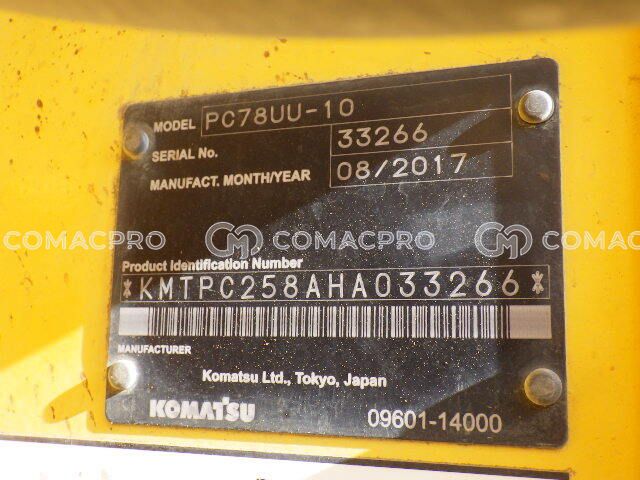 MODEL PC78UU-10
SERIAL No. 33266
MANUFACT. MONTH/YEAR 08/2017
COMACPRO COMACPRO
Product Identification Number
*KMTPC258AHA033266*
MANUFACTURER
Komatsu Ltd., Tokyo, Japan
KOMATSU 09601-14000